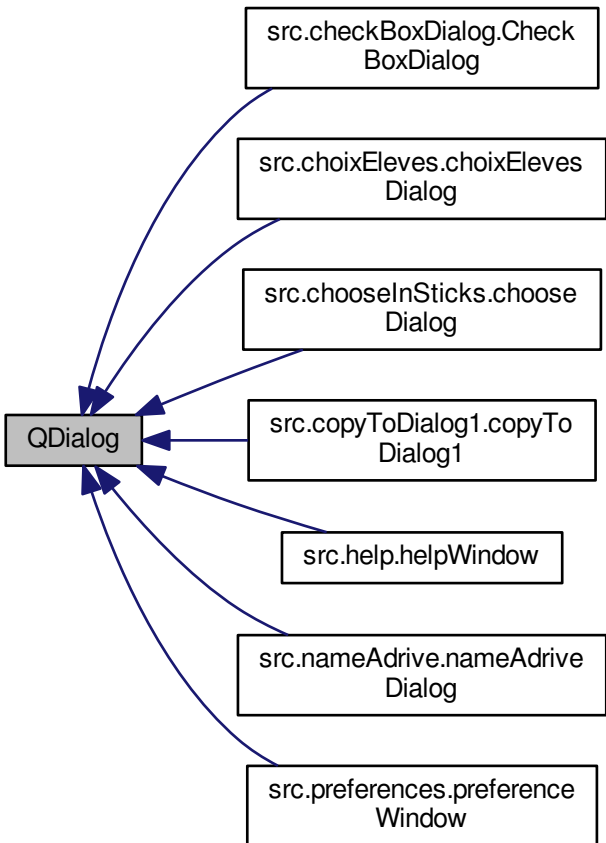 src.checkBoxDialog.Check
BoxDialog
src.choixEleves.choixEleves
Dialog
src.chooseInSticks.choose
Dialog
QDialog
src.copyToDialog1.copyTo
Dialog1
src.help.helpWindow
src.nameAdrive.nameAdrive
Dialog
src.preferences.preference
Window